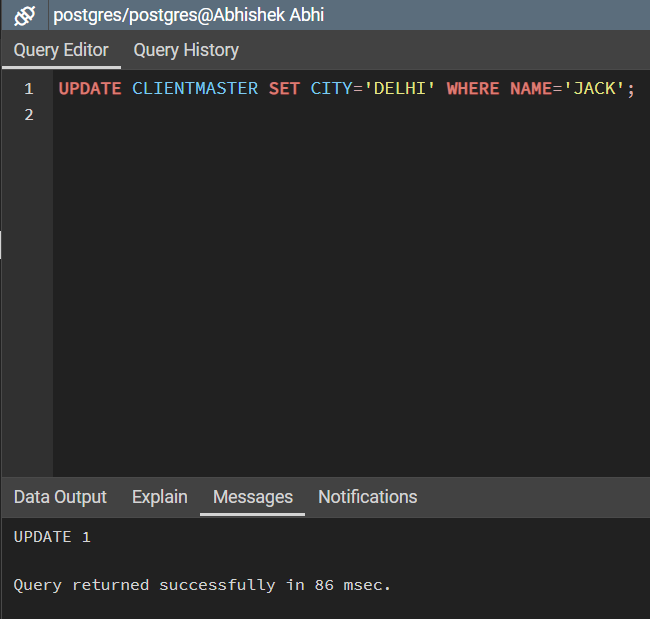 postgres/postgres@Abhishek Abhi
Query Editor Query History
1 UPDATE CLIENTMASTER SET CITY='DELHI' WHERE NAME='JACK';
2
Data Output Explain Messages Notifications
UPDATE 1
Query returned successfully in 86 msec.